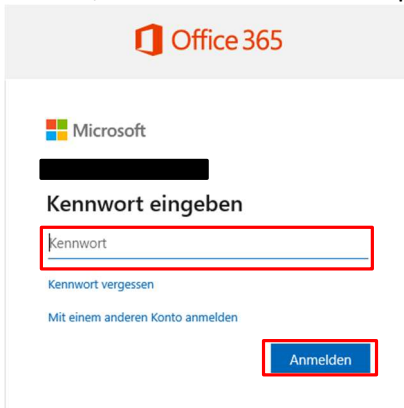 Office 365
Microsoft
Kennwort eingeben
Kennwort
Kennwort vergessen
Mit einem anderen Konto anmelden
Anmelden